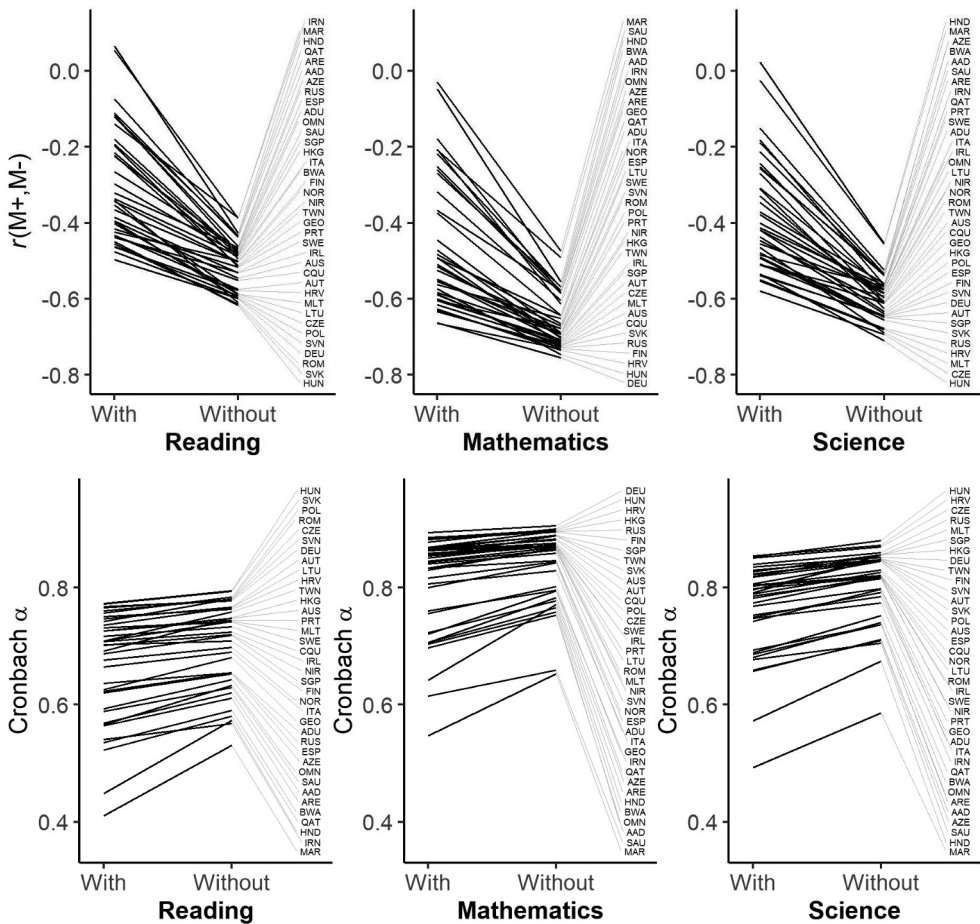 r(M+,M-)
0.0
-0.2
-0.4
-0.6
-0.8
IRN
MAR
HND
QAT
ARE
AAD
AZE
RUS
ESP
ADU
OMN
SAU
SGP
HKG
ITA
BWA
FIN
NOR
NIR
TWN
GEO
PRT
SWE
IRL
AUS
CQU
AUT
HRV
MLT
LTU
CZE
POL
SVN
DEU
ROM
SVK
HUN
With Without
Reading
MAR
SAU
HND
BWA
AAD
IRN
OMN
AZE
ARE
GEO
QAT
ADU
ITA
NOR
ESP
LTU
SWE
SVN
ROM
POL
PRT
NIR
HKG
TWN
IRL
SGP
AUT
CZE
MLT
AUS
CQU
SVK
RUS
FIN
HRV
HUN
DEU
With Without
Mathematics
0.0
-0.2
-0.4
-0.6
-0.8
HND
MAR
AZE
BWA
AAD
SAU
ARE
IRN
QAT
PRT
SWE
ADU
ITA
IRL
OMN
LTU
NOR
ROM
TWN
AUS
CQU
GEO
HKG
POL
ESP
FIN
SVN
DEU
AUT
SGP
SVK
RUS
HRV
MLT
CZE
HUN
With Without
Science
Cronbach α
0.8
0.6
0.4
HUN
SVK
POL
ROM
CZE
SVN
DEU
AUT
LTU
HRV
TWN
HKG
AUS
PRT
MLT
SWE
CQU
IRL
NIR
SGP
FIN
NOR
ITA
GEO
ADU
RUS
ESP
AZE
OMN
SAU
AAD
ARE
BWA
QAT
HND
IRN
MAR
With Without
Reading
Cronbach α
0.8
0.6
0.4
DEU
HUN
HRV
HKG
RUS
FIN
SGP
TWN
SVK
AUS
AUT
CQU
POL
CZE
SWE
IRL
PRT
LTU
ROM
MLT
NIR
SVN
NOR
ESP
ADU
ITA
GEO
IRN
QAT
AZE
ARE
HND
BWA
OMN
AAD
SAU
MAR
With Without
Mathematics
Cronbach α
0.8
0.6
0.4
HUN
HRV
CZE
RUS
MLT
SGP
HKG
DEU
TWN
FIN
SVN
AUT
SVK
POL
AUS
ESP
CQU
NOR
LTU
ROM
IRL
SWE
NIR
PRT
GEO
ADU
ITA
IRN
QAT
BWA
OMN
ARE
AAD
AZE
SAU
HND
MAR
With Without
Science